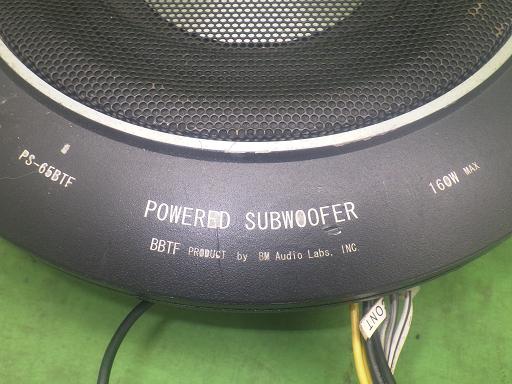 PS-65BTF
160W MAX
POWERED SUBWOOFER
BBTF PRODUCT by BM Audio Labs, INC.